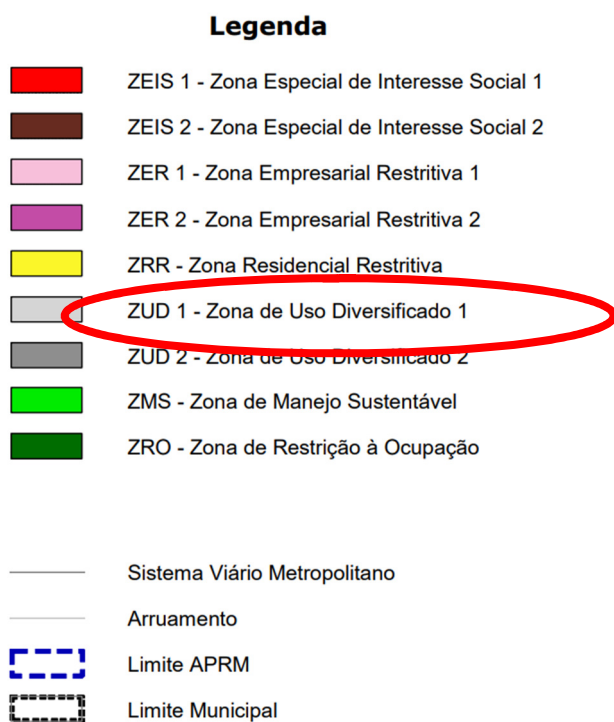 Legenda
ZEIS 1 - Zona Especial de Interesse Social 1
ZEIS 2 - Zona Especial de Interesse Social 2
ZER 1 - Zona Empresarial Restritiva 1
ZER 2 - Zona Empresarial Restritiva 2
ZRR - Zona Residencial Restritiva
ZUD 1 - Zona de Uso Diversificado 1
ZUD 2 - Zona de Uso Diversificado 2
ZMS - Zona de Manejo Sustentável
ZRO - Zona de Restrição à Ocupação
Sistema Viário Metropolitano
Arruamento
Limite APRM
Limite Municipal